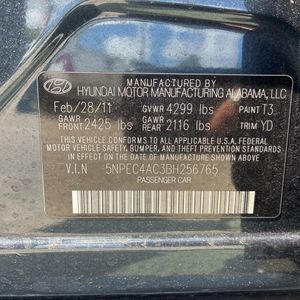 MANUFACTURED BY
HYUNDAI MOTOR MANUFACTURING ALABAMA, LLC
Feb/28/11 GVWR 4299 lbs PAINT T3
GAWR FRONT 2425 lbs GAWR REAR 2116 lbs TRIM YD
THIS VEHICLE CONFORMS TO ALL APPLICABLE U.S.A. FEDERAL MOTOR
VEHICLE SAFETY, BUMPER, AND THEFT PREVENTION STANDARDS
IN EFFECT ON THE DATE OF MANUFACTURE SHOWN ABOVE.
V.I.N 5NPEC4AC3BH256765
PASSENGER CAR